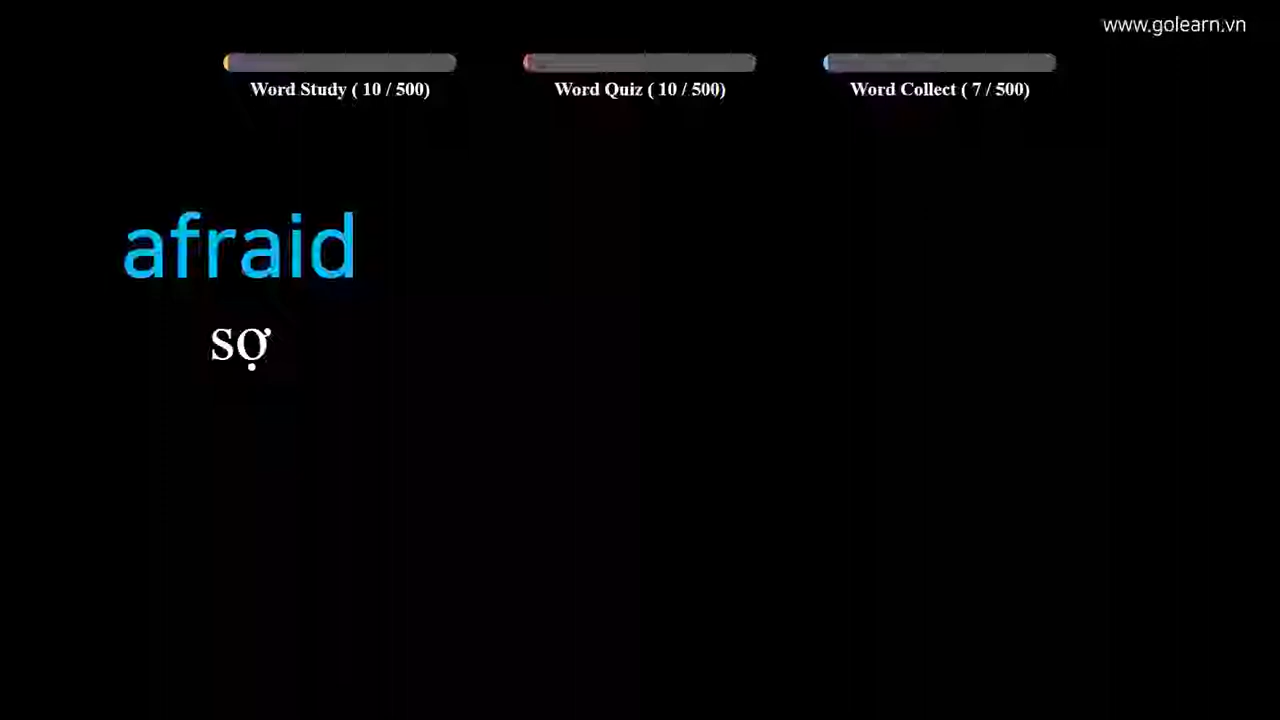 www.golearn.vn
Word Study ( 10 / 500)
Word Quiz ( 10 / 500)
Word Collect ( 7 / 500)
afraid
sợ